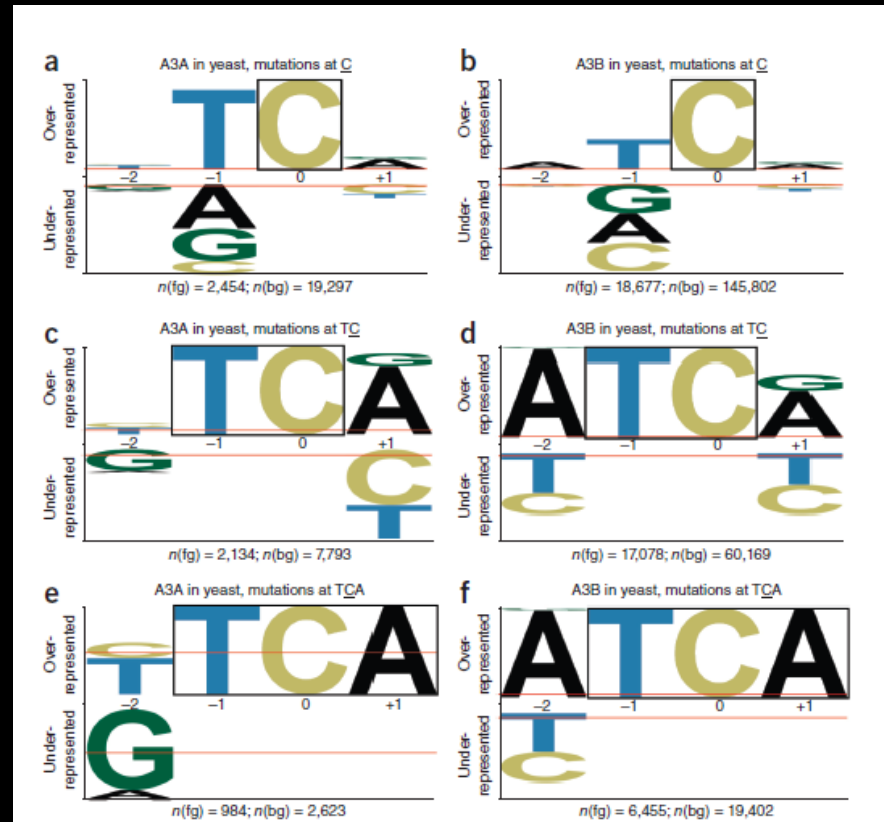 a
A3A in yeast, mutations at C
Over-
represented
T C A
−2 −1 0 +1
Under-
represented
G A C T
G
C
n(fg) = 2,454; n(bg) = 19,297
b
A3B in yeast, mutations at C
Over-
represented
A T C A
−2 −1 0 +1
Under-
represented
G
A
C
n(fg) = 18,677; n(bg) = 145,802
c
A3A in yeast, mutations at TC
Over-
represented
G
C T T C A
−2 −1 0 +1
Under-
represented
G C
A T
n(fg) = 2,134; n(bg) = 7,793
d
A3B in yeast, mutations at TC
Over-
represented
G
A T C A
−2 −1 0 +1
Under-
represented
T T
C C
n(fg) = 17,078; n(bg) = 60,169
e
A3A in yeast, mutations at TCA
Over-
represented
C T C A
T
−2 −1 0 +1
Under-
represented
G
A
n(fg) = 984; n(bg) = 2,623
f
A3B in yeast, mutations at TCA
Over-
represented
A T C A
−2 −1 0 +1
Under-
represented
T
C
n(fg) = 6,455; n(bg) = 19,402